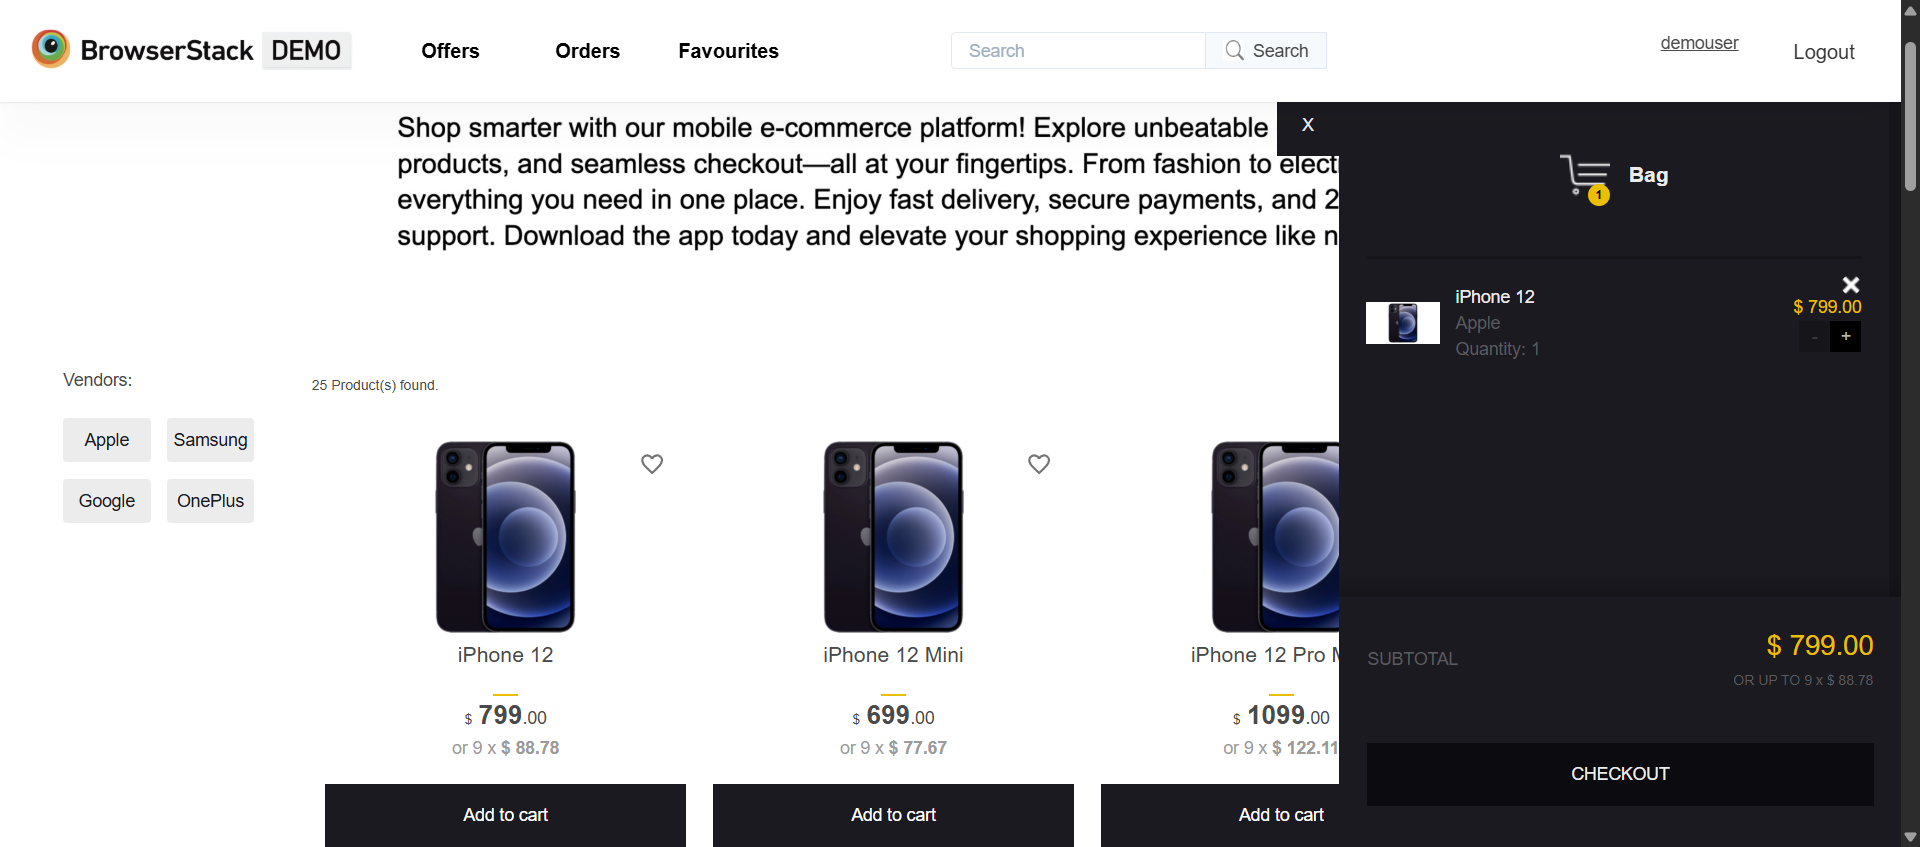 BrowserStack DEMO
Offers
Orders
Favourites
Search
Search
demouser
Logout
Shop smarter with our mobile e-commerce platform! Explore unbeatable
products, and seamless checkout—all at your fingertips. From fashion to elect
everything you need in one place. Enjoy fast delivery, secure payments, and 2
support. Download the app today and elevate your shopping experience like n
X
1
Bag
iPhone 12
Apple
Quantity: 1
$ 799.00
-
+
SUBTOTAL
$ 799.00
OR UP TO 9 x $ 88.78
CHECKOUT
Vendors:
Apple
Samsung
Google
OnePlus
25 Product(s) found.
iPhone 12
$ 799.00
or 9 x $ 88.78
Add to cart
iPhone 12 Mini
$ 699.00
or 9 x $ 77.67
Add to cart
iPhone 12 Pro
$ 1099.00
or 9 x $ 122.11
Add to cart